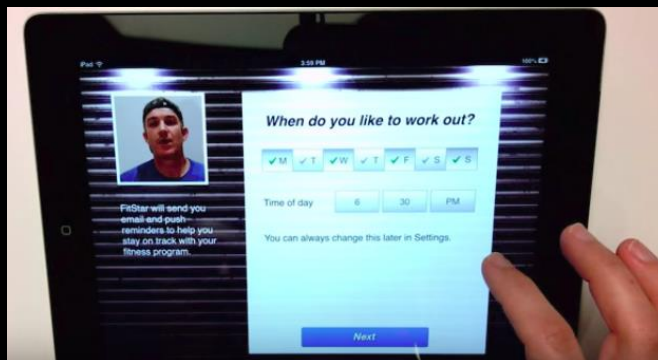 iPad
3:59 PM
100%
When do you like to work out?
M T W T F S S
Time of day 6 30 PM
You can always change this later in Settings.
FitStar will send you
email and push
reminders to help you
stay on track with your
fitness program.
Next